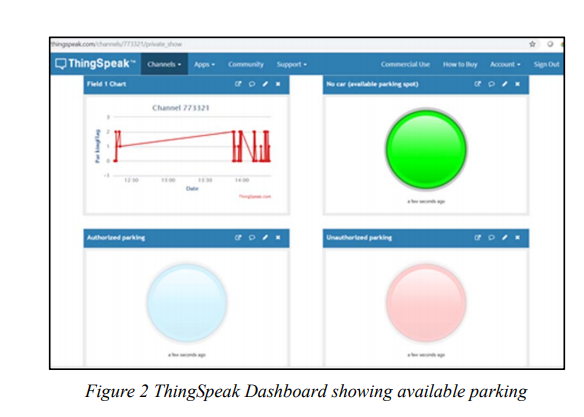 thingspeak.com/channels/773321/private_show
ThingSpeak™ Channels Apps Community Support Commercial Use How to Buy Account Sign Out
Field 1 Chart
Channel 773321
3
2
1
0
-1
ParkingTag
12:30 13:00 13:30 14:00
Date
ThingSpeak.com
No car (available parking spot)
a few seconds ago
Authorized parking
a few seconds ago
Unauthorized parking
a few seconds ago
Figure 2 ThingSpeak Dashboard showing available parking